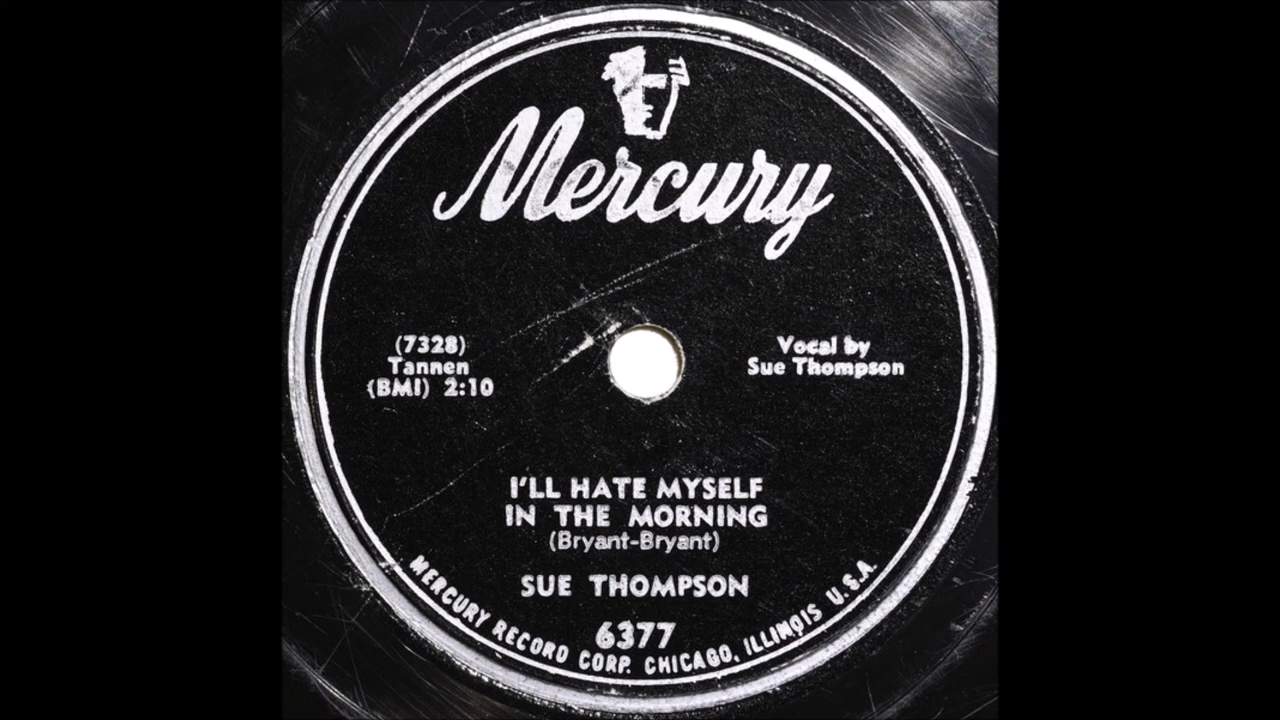 Mercury
(7328)
Tannen
(BMI) 2:10
Vocal by
Sue Thompson
I'LL HATE MYSELF
IN THE MORNING
(Bryant-Bryant)
SUE THOMPSON
6377
MERCURY RECORD CORP. CHICAGO, ILLINOIS U.S.A.